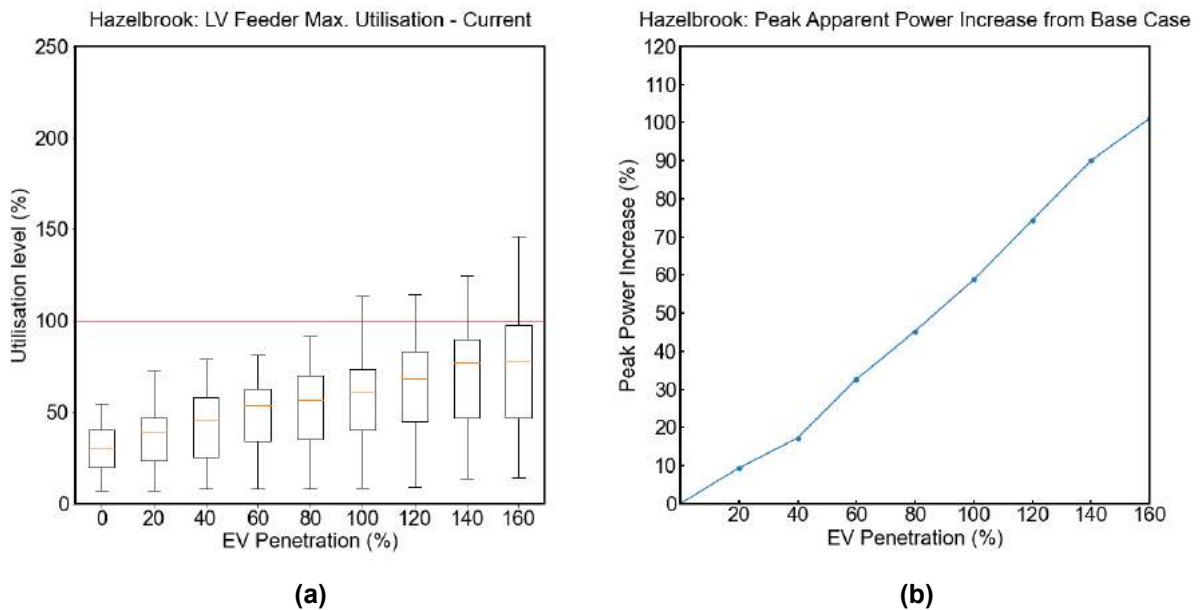 Hazelbrook: LV Feeder Max. Utilisation - Current
250
200
150
100
50
0
Utilisation level (%)
0 20 40 60 80 100 120 140 160
EV Penetration (%)
(a)
Hazelbrook: Peak Apparent Power Increase from Base Case
120
110
100
90
80
70
60
50
40
30
20
10
0
Peak Power Increase (%)
20 40 60 80 100 120 140 160
EV Penetration (%)
(b)